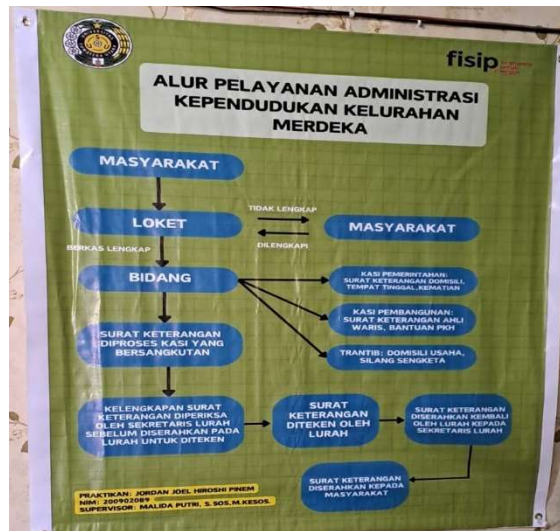 fisip
ALUR PELAYANAN ADMINISTRASI
KEPENDUDUKAN KELURAHAN
MERDEKA
MASYARAKAT
LOKET
TIDAK LENGKAP
DILENGKAPI
MASYARAKAT
BERKAS LENGKAP
BIDANG
KASI PEMERINTAHAN:
SURAT KETERANGAN DOMISILI,
TEMPAT TINGGAL,KEMATIAN
KASI PEMBANGUNAN:
SURAT KETERANGAN AHLI
WARIS, BANTUAN PKH
TRANTIB: DOMISILI USAHA,
SILANG SENGKETA
SURAT KETERANGAN
DIPROSES KASI YANG
BERSANGKUTAN
KELENGKAPAN SURAT
KETERANGAN DIPERIKSA
OLEH SEKRETARIS LURAH
SEBELUM DISERAHKAN PADA
LURAH UNTUK DITEKEN
SURAT
KETERANGAN
DITEKEN OLEH
LURAH
SURAT KETERANGAN
DISERAHKAN KEMBALI
OLEH LURAH KEPADA
SEKRETARIS LURAH
SURAT KETERANGAN
DISERAHKAN KEPADA
MASYARAKAT
PRAKTIKAN: JORDAN JOEL HIROSHI PINEM
NIM: 200902089
SUPERVISOR: MALIDA PUTRI, S.SOS,M.KESOS.